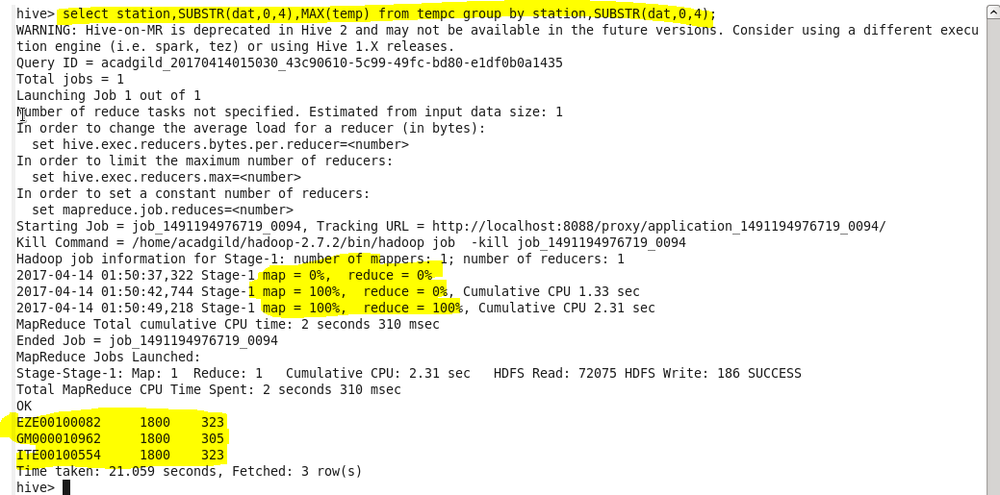 hive> select station,SUBSTR(dat,0,4),MAX(temp) from tempc group by station,SUBSTR(dat,0,4);
WARNING: Hive-on-MR is deprecated in Hive 2 and may not be available in the future versions. Consider using a different execu
tion engine (i.e. spark, tez) or using Hive 1.X releases.
Query ID = acadgild_20170414015030_43c90610-5c99-49fc-bd80-e1df0b0a1435
Total jobs = 1
Launching Job 1 out of 1
Number of reduce tasks not specified. Estimated from input data size: 1
In order to change the average load for a reducer (in bytes):
  set hive.exec.reducers.bytes.per.reducer=<number>
In order to limit the maximum number of reducers:
  set hive.exec.reducers.max=<number>
In order to set a constant number of reducers:
  set mapreduce.job.reduces=<number>
Starting Job = job_1491194976719_0094, Tracking URL = http://localhost:8088/proxy/application_1491194976719_0094/
Kill Command = /home/acadgild/hadoop-2.7.2/bin/hadoop job  -kill job_1491194976719_0094
Hadoop job information for Stage-1: number of mappers: 1; number of reducers: 1
2017-04-14 01:50:37,322 Stage-1 map = 0%,  reduce = 0%
2017-04-14 01:50:42,744 Stage-1 map = 100%,  reduce = 0%, Cumulative CPU 1.33 sec
2017-04-14 01:50:49,218 Stage-1 map = 100%,  reduce = 100%, Cumulative CPU 2.31 sec
MapReduce Total cumulative CPU time: 2 seconds 310 msec
Ended Job = job_1491194976719_0094
MapReduce Jobs Launched:
Stage-Stage-1: Map: 1  Reduce: 1   Cumulative CPU: 2.31 sec   HDFS Read: 72075 HDFS Write: 186 SUCCESS
Total MapReduce CPU Time Spent: 2 seconds 310 msec
OK
EZE00100082     1800    323
GM000010962     1800    305
ITE00100554     1800    323
Time taken: 21.059 seconds, Fetched: 3 row(s)
hive>